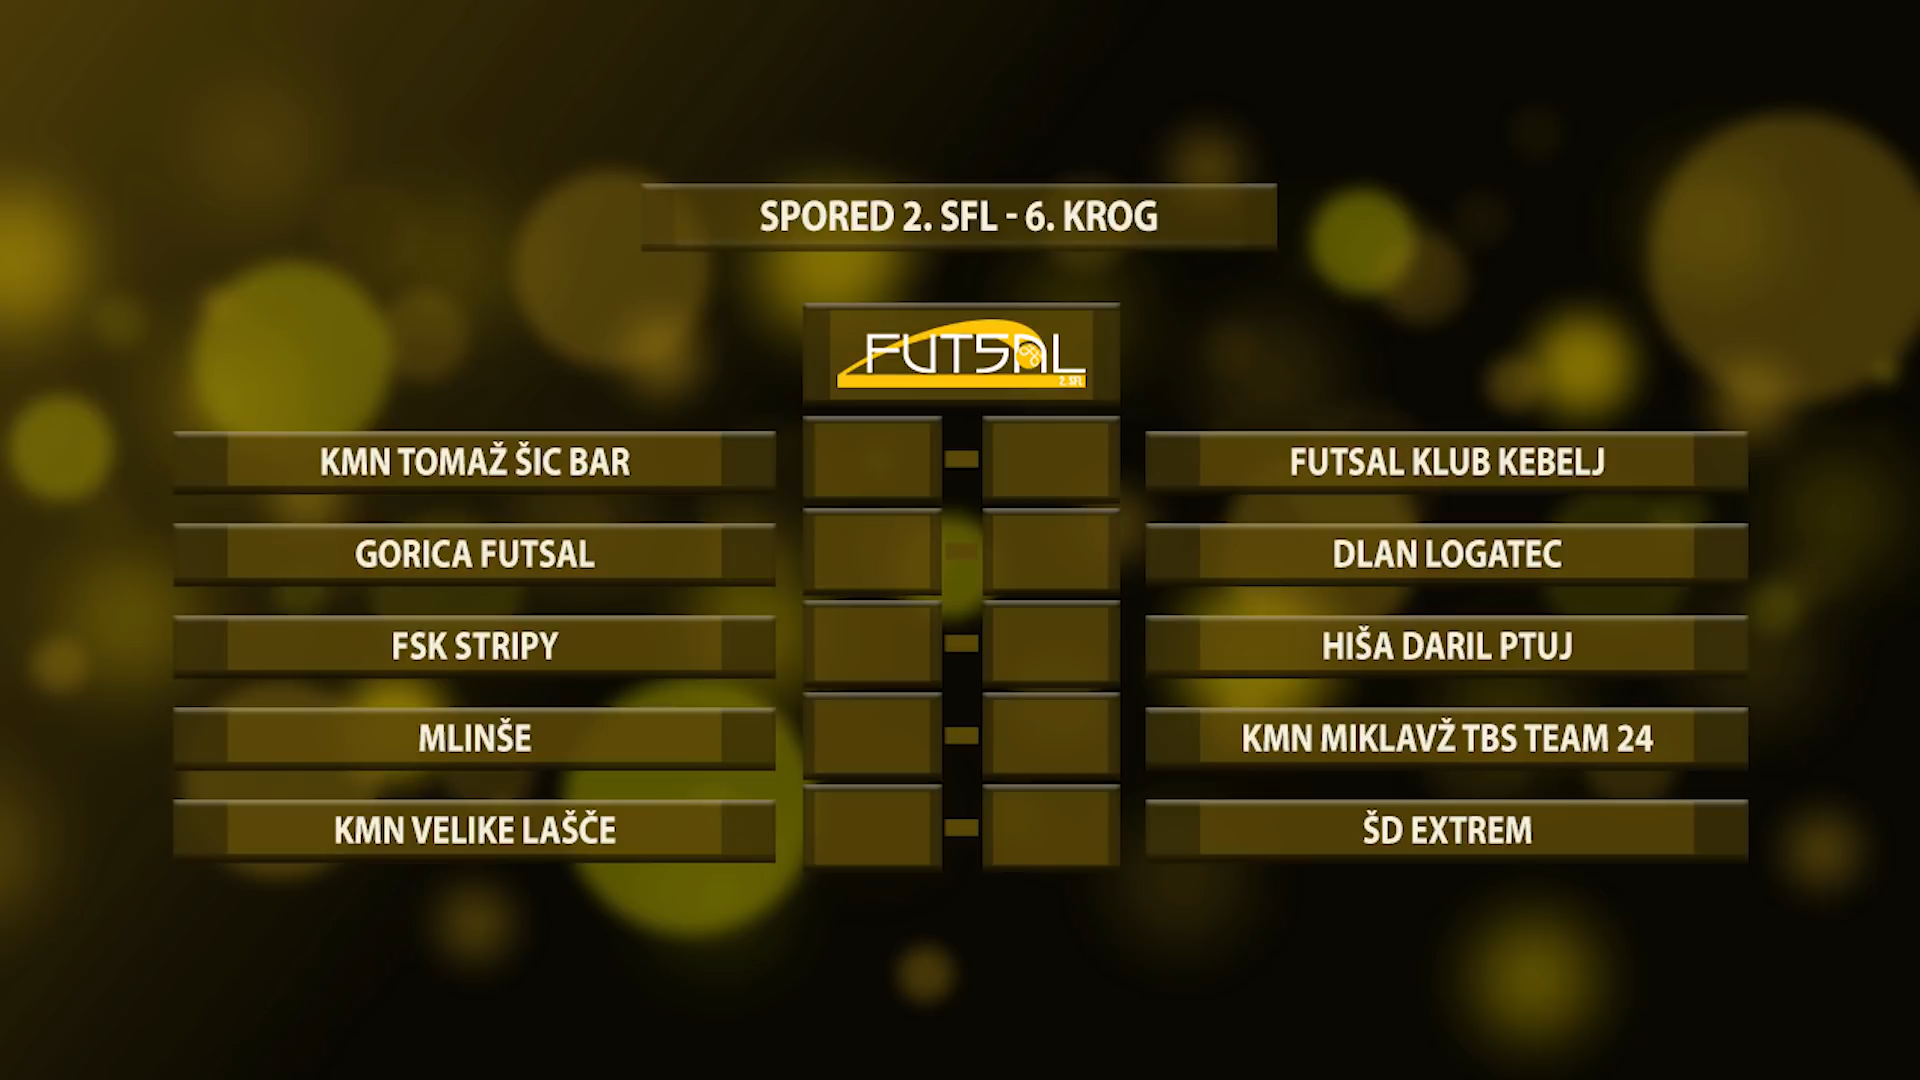 SPORED 2. SFL - 6. KROG
FUTSAL
2. SFL
KMN TOMAŽ ŠIC BAR
FUTSAL KLUB KEBELJ
GORICA FUTSAL
DLAN LOGATEC
FSK STRIPY
HIŠA DARIL PTUJ
MLINŠE
KMN MIKLAVŽ TBS TEAM 24
KMN VELIKE LAŠČE
ŠD EXTREM